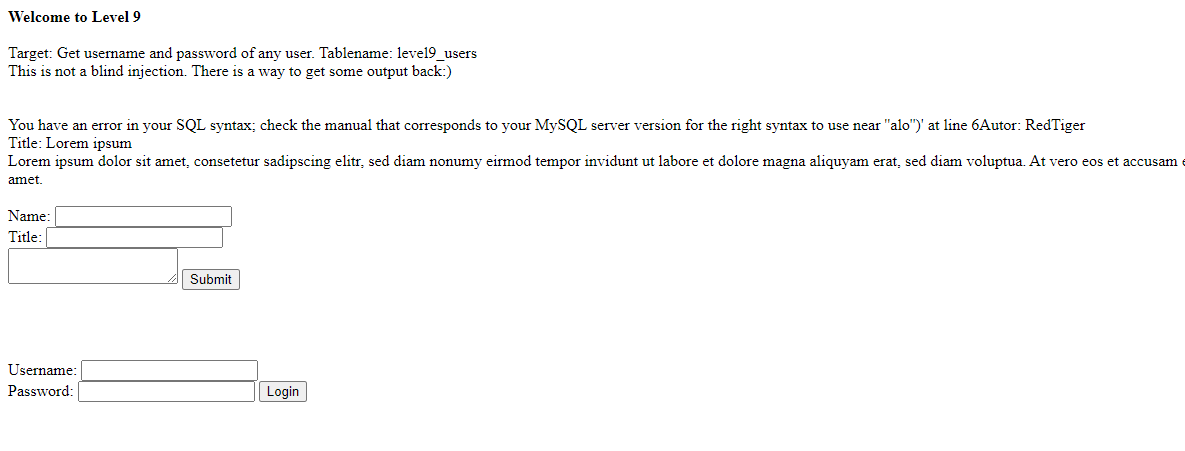 Welcome to Level 9
Target: Get username and password of any user. Tablename: level9_users
This is not a blind injection. There is a way to get some output back:)
You have an error in your SQL syntax; check the manual that corresponds to your MySQL server version for the right syntax to use near ''alo'')' at line 6Autor: RedTiger
Title: Lorem ipsum
Lorem ipsum dolor sit amet, consetetur sadipscing elitr, sed diam nonumy eirmod tempor invidunt ut labore et dolore magna aliquyam erat, sed diam voluptua. At vero eos et accusam
amet.
Name:
Title:
Submit
Username:
Password:
Login